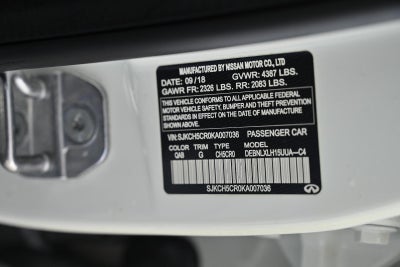 MANUFACTURED BY NISSAN MOTOR CO., LTD
DATE
09/18 GVWR: 4387 LBS.
GAWR FR: 2326 LBS. RR: 2083 LBS.
THIS VEHICLE CONFORMS TO ALL APPLICABLE
FEDERAL MOTOR VEHICLE SAFETY, BUMPER,
AND THEFT PREVENTION STANDARDS IN EFFECT ON
THE DATE OF MANUFACTURE SHOWN ABOVE.
VIN: SJKCH5CR0KA007036 PASSENGER CAR
COLOR TRIM TYPE MODEL
QAB G CH5CR0 DEBNLXLH15UUA--C4
SJKCH5CR0KA007036